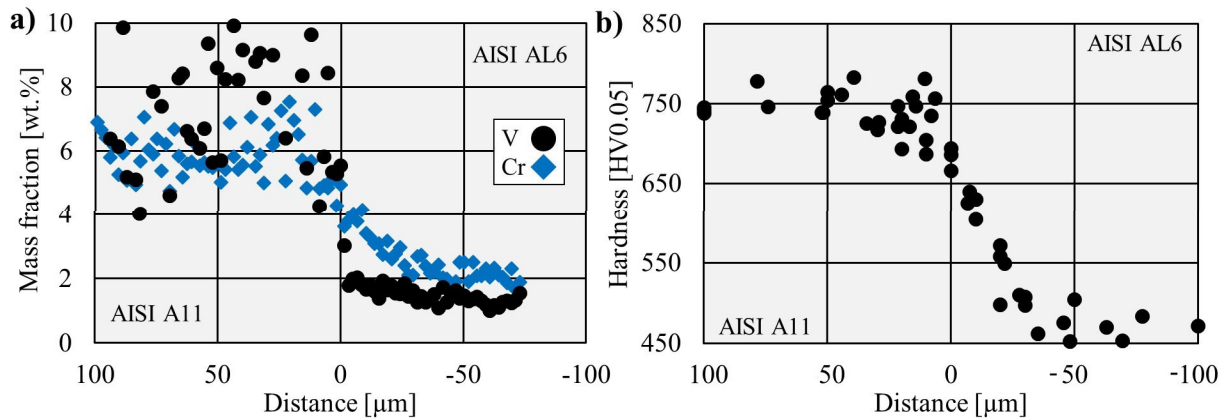 a)
10
8
6
4
2
0
Mass fraction [wt.%]
AISI AL6
V
Cr
AISI A11
100
50
0
-50
-100
Distance [µm]
b)
850
750
650
550
450
Hardness [HV0.05]
AISI AL6
AISI A11
100
50
0
-50
-100
Distance [µm]